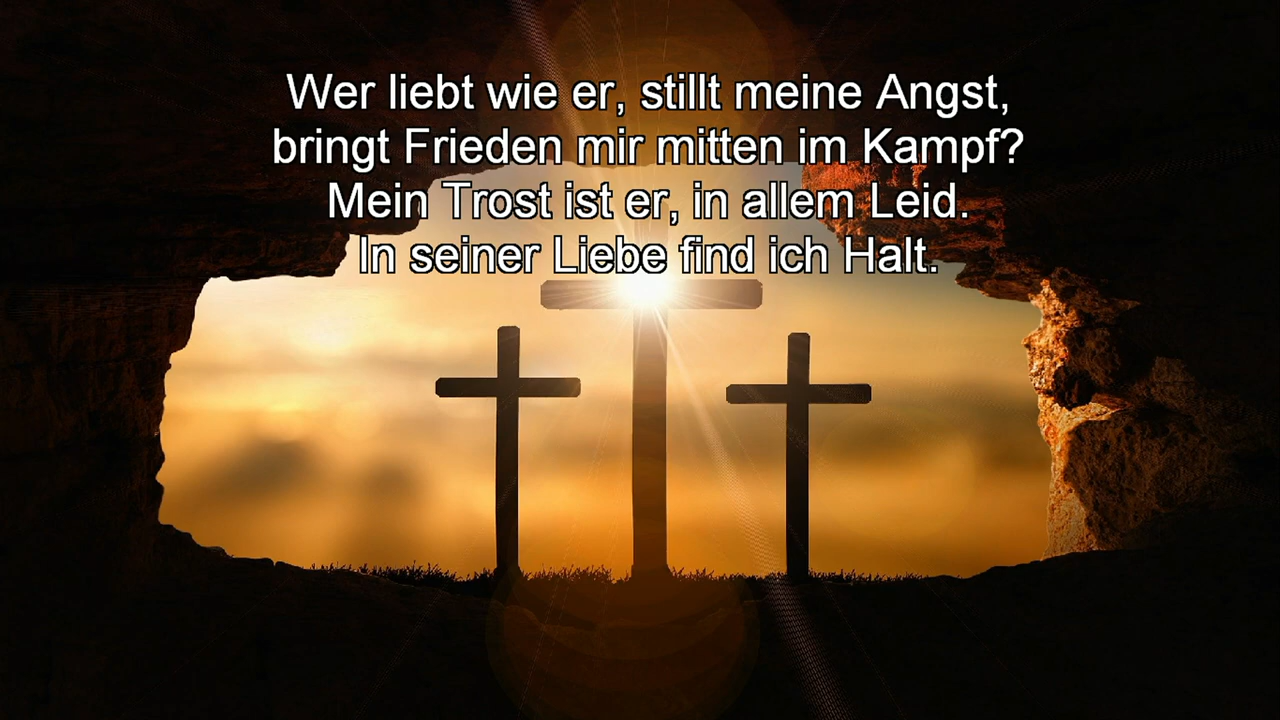 Wer liebt wie er, stillt meine Angst,
bringt Frieden mir mitten im Kampf?
Mein Trost ist er, in allem Leid.
In seiner Liebe find ich Halt.